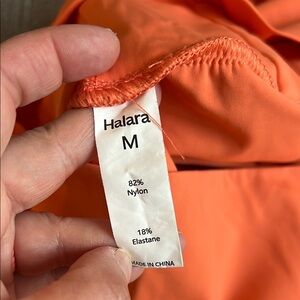 Halara
M
82%
Nylon
18%
Elastane
MADE IN CHINA